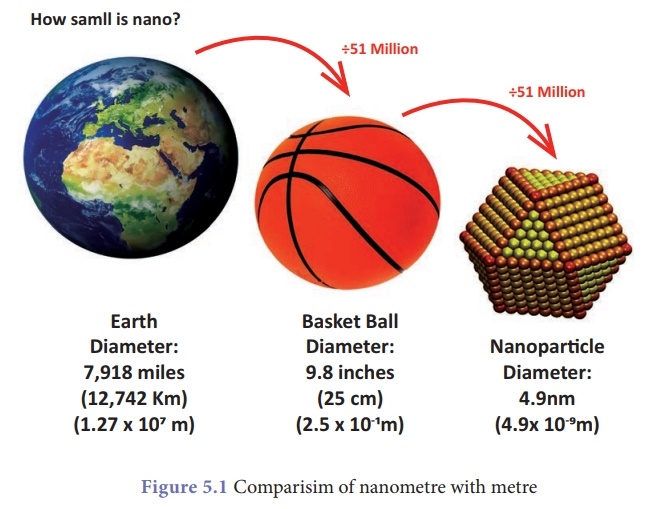 How samll is nano?
÷51 Million
÷51 Million
Earth
Diameter:
7,918 miles
(12,742 Km)
(1.27 x 10⁷ m)
Basket Ball
Diameter:
9.8 inches
(25 cm)
(2.5 x 10⁻¹m)
Nanoparticle
Diameter:
4.9nm
(4.9x 10⁻⁹m)
Figure 5.1 Comparisim of nanometre with metre